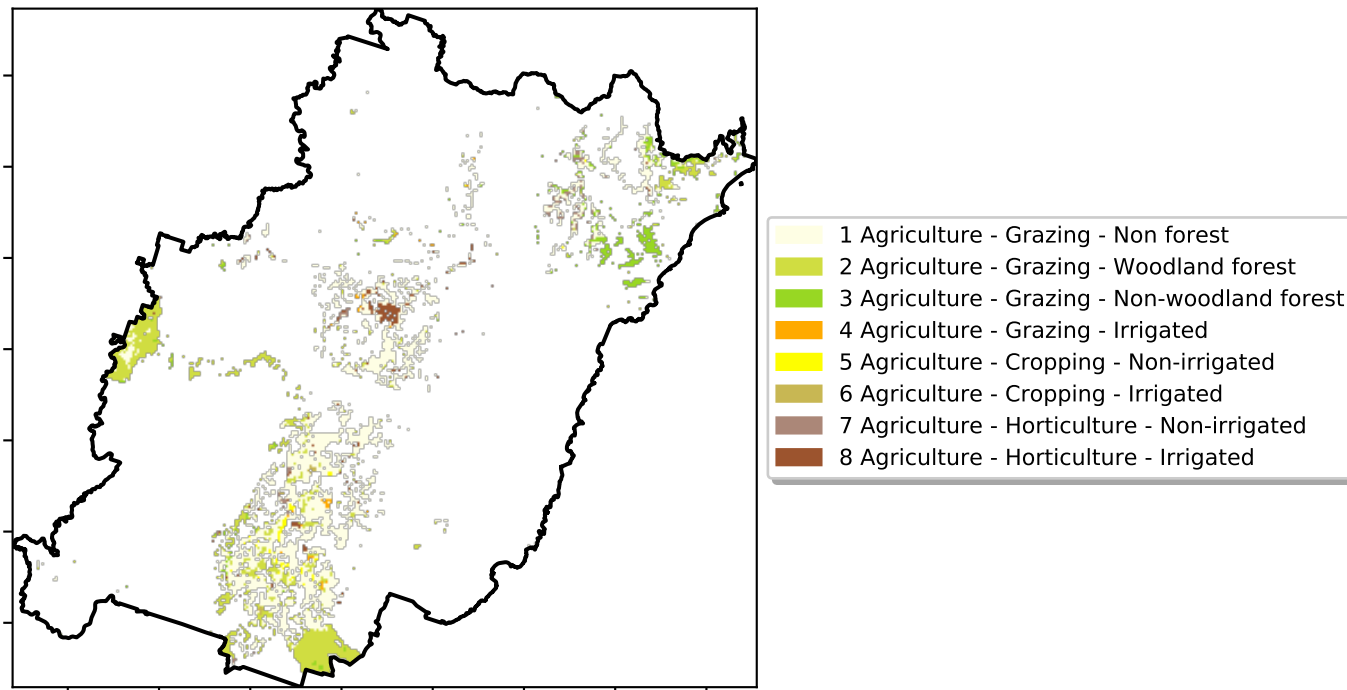 1 Agriculture - Grazing - Non forest
2 Agriculture - Grazing - Woodland forest
3 Agriculture - Grazing - Non-woodland forest
4 Agriculture - Grazing - Irrigated
5 Agriculture - Cropping - Non-irrigated
6 Agriculture - Cropping - Irrigated
7 Agriculture - Horticulture - Non-irrigated
8 Agriculture - Horticulture - Irrigated